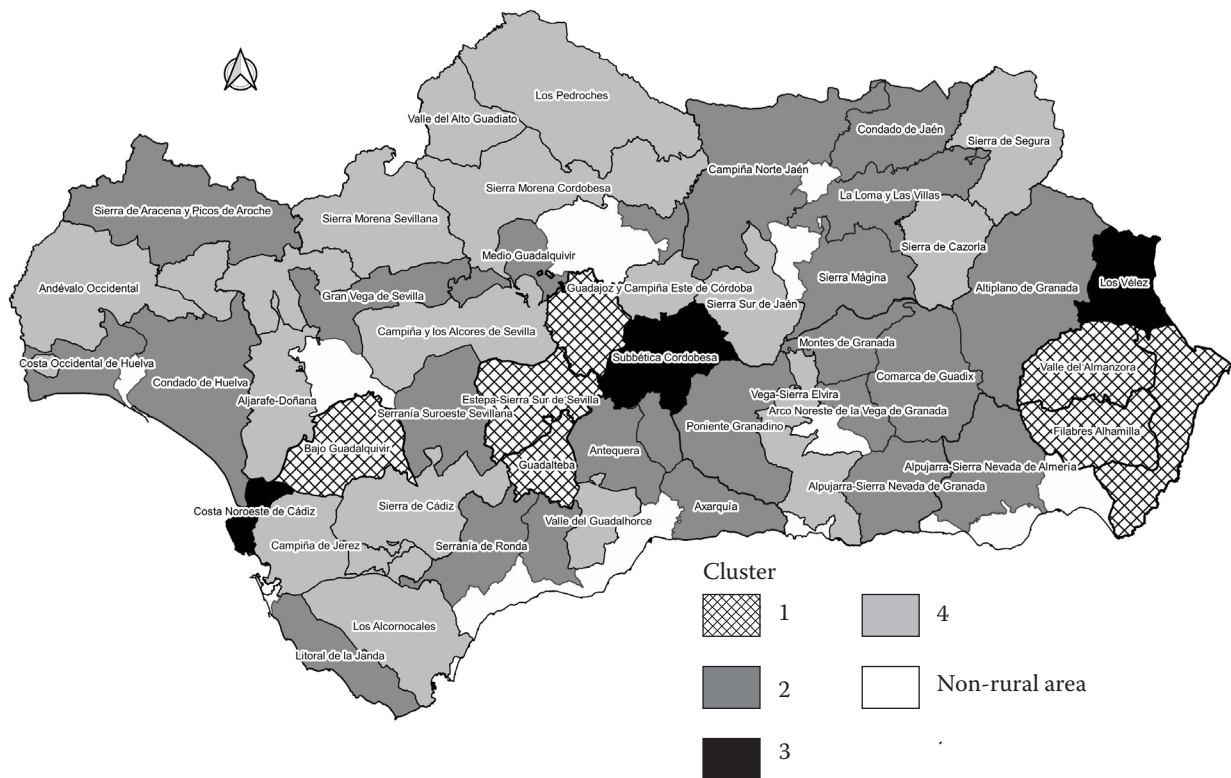 Los Pedroches
Valle del Alto Guadiato
Condado de Jaén
Sierra de Segura
Campiña Norte Jaén
Sierra Morena Cordobesa
La Loma y Las Villas
Sierra de Aracena y Picos de Aroche
Sierra Morena Sevillana
Sierra de Cazorla
Medio Guadalquivir
Sierra Mágina
Los Vélez
Andévalo Occidental
Guadajoz y Campiña Este de Córdoba
Altiplano de Granada
Gran Vega de Sevilla
Sierra Sur de Jaén
Campiña y los Alcores de Sevilla
Montes de Granada
Subbética Cordobesa
Costa Occidental de Huelva
Valle del Almanzora
Condado de Huelva
Comarca de Guadix
Vega-Sierra Elvira
Aljarafe-Doñana
Estepa-Sierra Sur de Sevilla
Serranía Suroeste Sevillana
Arco Noreste de la Vega de Granada
Poniente Granadino
Filabres Alhamilla
Bajo Guadalquivir
Antequera
Guadalteba
Alpujarra-Sierra Nevada de Almería
Alpujarra-Sierra Nevada de Granada
Sierra de Cádiz
Axarquía
Costa Noroeste de Cádiz
Valle del Guadalhorce
Campiña de Jerez
Serranía de Ronda
Los Alcornocales
Litoral de la Janda
Cluster
1
4
2
Non-rural area
3